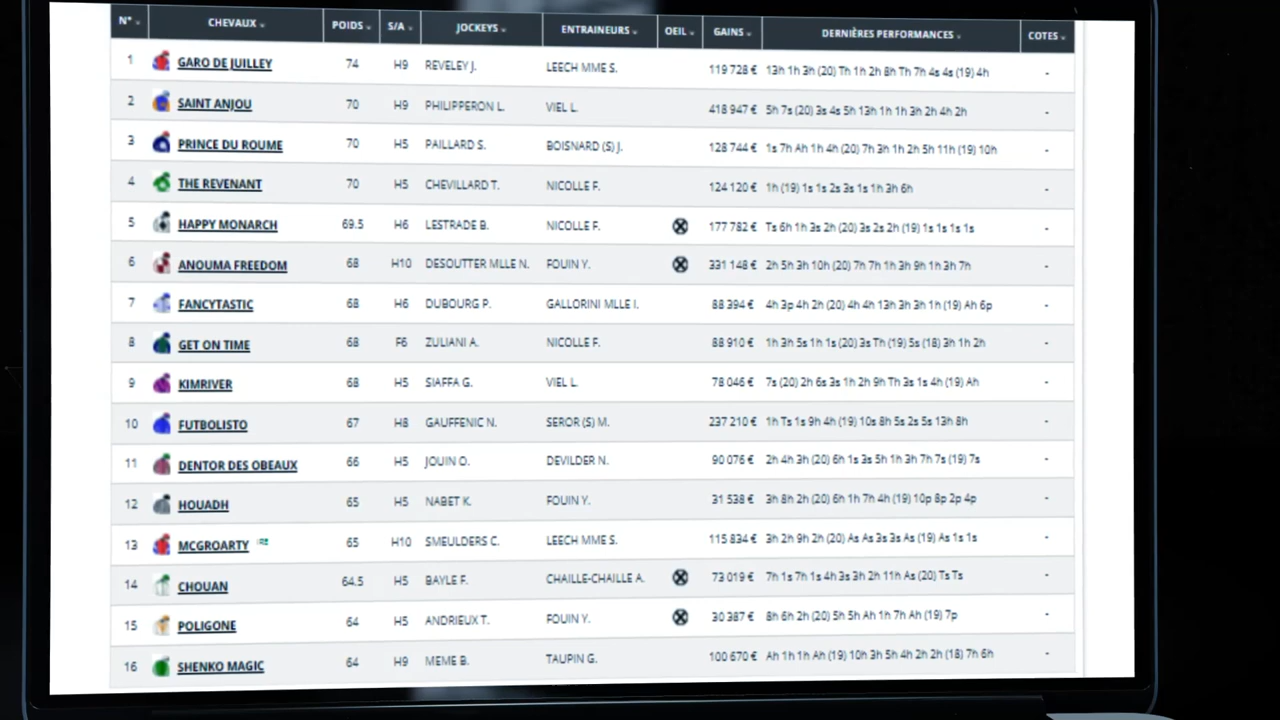 N° CHEVAUX POIDS S/A JOCKEYS ENTRAINEURS OEIL GAINS DERNIÈRES PERFORMANCES COTES
1 GARO DE JUILLEY 74 H9 REVELEY J. LEECH MME S. 119 728 € 13h 1h 3h (20) Th 1h 2h 8h Th 7h 4s 4s (19) 4h -
2 SAINT ANJOU 70 H9 PHILIPPERON L. VIEL L. 418 947 € 5h 7s (20) 3s 4s 5h 13h 1h 1h 3h 2h 4h 2h -
3 PRINCE DU ROUME 70 H5 PAILLARD S. BOISNARD (S) J. 128 744 € 1s 7h Ah 1h 4h (20) 7h 3h 1h 2h 5h 11h (19) 10h -
4 THE REVENANT 70 H5 CHEVILLARD T. NICOLLE F. 124 120 € 1h (19) 1s 1s 2s 3s 1s 1h 3h 6h -
5 HAPPY MONARCH 69.5 H6 LESTRADE B. NICOLLE F. 177 782 € Ts 6h 1h 3s 2h (20) 3s 2s 2h (19) 1s 1s 1s 1s -
6 ANOUMA FREEDOM 68 H10 DESOUTTER MLLE N. FOUIN Y. 331 148 € 2h 5h 3h 10h (20) 7h 7h 1h 3h 9h 1h 3h 7h -
7 FANCYTASTIC 68 H6 DUBOURG P. GALLORINI MLLE I. 88 394 € 4h 3p 4h 2h (20) 4h 4h 13h 3h 3h 1h (19) Ah 6p -
8 GET ON TIME 68 F6 ZULIANI A. NICOLLE F. 88 910 € 1h 3h 5s 1h 1s (20) 3s Th (19) 5s (18) 3h 1h 2h -
9 KIMRIVER 68 H5 SIAFFA G. VIEL L. 78 046 € 7s (20) 2h 6s 3s 1h 2h 9h Th 3s 1s 4h (19) Ah -
10 FUTBOLISTO 67 H8 GAUFFENIC N. SEROR (S) M. 237 210 € 1h Ts 1s 9h 4h (19) 10s 8h 5s 2s 5s 13h 8h -
11 DENTOR DES OBEAUX 66 H5 JOUIN O. DEVILDER N. 90 076 € 2h 4h 3h (20) 6h 1s 3s 5h 1h 3h 7h 7s (19) 7s -
12 HOUADH 65 H5 NABET K. FOUIN Y. 31 538 € 3h 8h 2h (20) 6h 1h 7h 4h (19) 10p 8p 2p 4p -
13 MCGROARTY 65 H10 SMEULDERS C. LEECH MME S. 115 834 € 3h 2h 9h 2h (20) As As 3s 3s As (19) As 1s 1s -
14 CHOUAN 64.5 H5 BAYLE F. CHAILLE-CHAILLE A. 73 019 € 7h 1s 7h 1s 4h 3s 3h 2h 11h As (20) Ts Ts -
15 POLIGONE 64 H5 ANDRIEUX T. FOUIN Y. 30 387 € 8h 6h 2h (20) 5h 5h Ah 1h 7h Ah (19) 7p -
16 SHENKO MAGIC 64 H9 MEME B. TAUPIN G. 100 670 € Ah 1h 1h Ah (19) 10h 3h 5h 4h 2h 2h (18) 7h 6h -